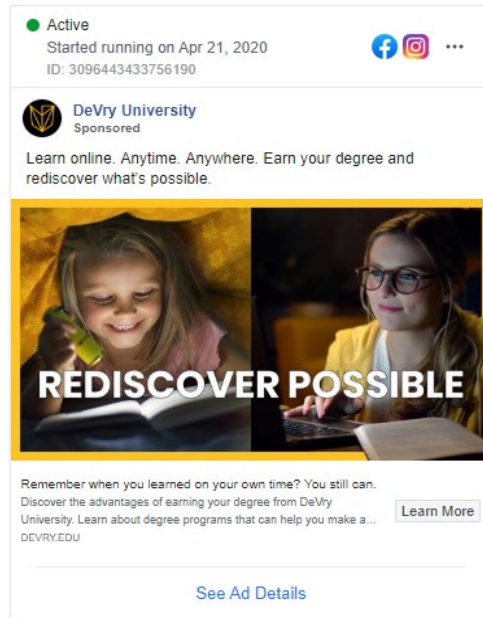 Active
Started running on Apr 21, 2020
ID: 3096443433756190
DeVry University
Sponsored
Learn online. Anytime. Anywhere. Earn your degree and
rediscover what's possible.
REDISCOVER POSSIBLE
Remember when you learned on your own time? You still can.
Discover the advantages of earning your degree from DeVry
University. Learn about degree programs that can help you make a...
DEVRY.EDU
Learn More
See Ad Details